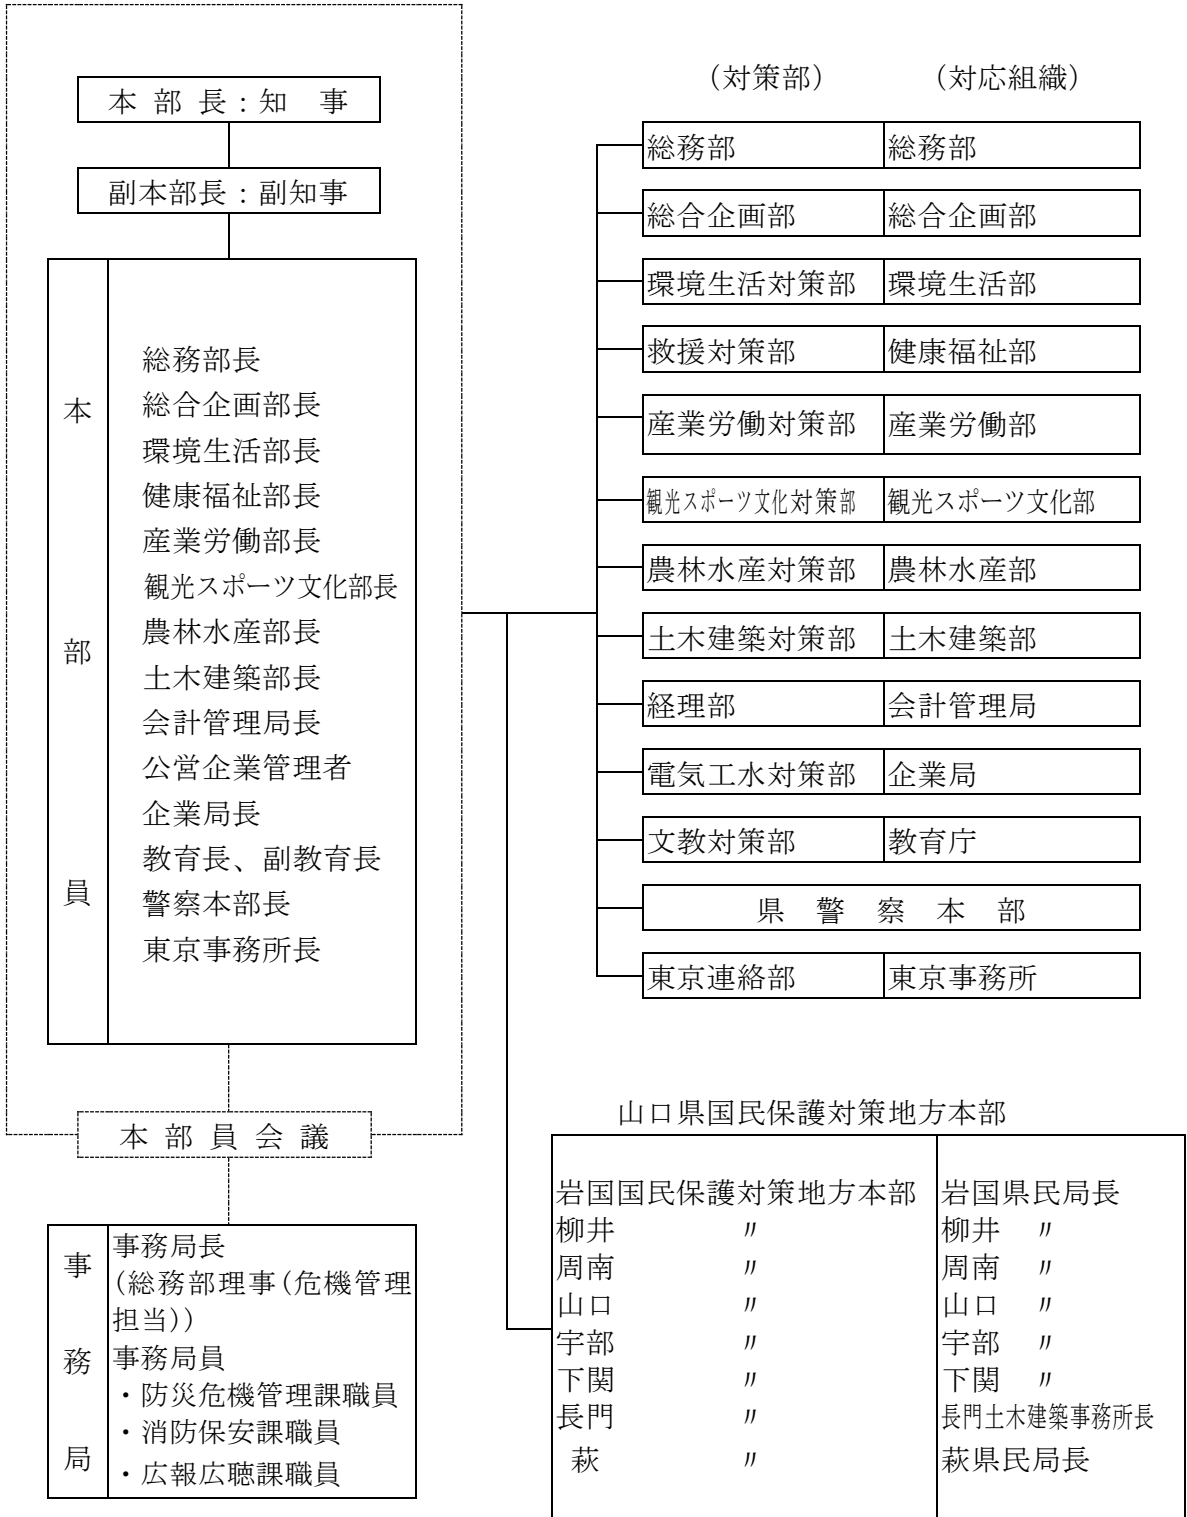 本部長：知　事
副本部長：副知事
本部員
総務部長
総合企画部長
環境生活部長
健康福祉部長
産業労働部長
観光スポーツ文化部長
農林水産部長
土木建築部長
会計管理局長
公営企業管理者
企業局長
教育長、副教育長
警察本部長
東京事務所長
本部員会議
事務局
事務局長
(総務部理事(危機管理
担当))
事務局員
・防災危機管理課職員
・消防保安課職員
・広報広聴課職員
（対策部）　（対応組織）
総務部　総務部
総合企画部　総合企画部
環境生活対策部　環境生活部
救援対策部　健康福祉部
産業労働対策部　産業労働部
観光スポーツ文化対策部　観光スポーツ文化部
農林水産対策部　農林水産部
土木建築対策部　土木建築部
経理部　会計管理局
電気工水対策部　企業局
文教対策部　教育庁
県警察本部
東京連絡部　東京事務所
山口県国民保護対策地方本部
岩国国民保護対策地方本部　岩国県民局長
柳井　〃　柳井　〃
周南　〃　周南　〃
山口　〃　山口　〃
宇部　〃　宇部　〃
下関　〃　下関　〃
長門　〃　長門土木建築事務所長
萩　〃　萩県民局長